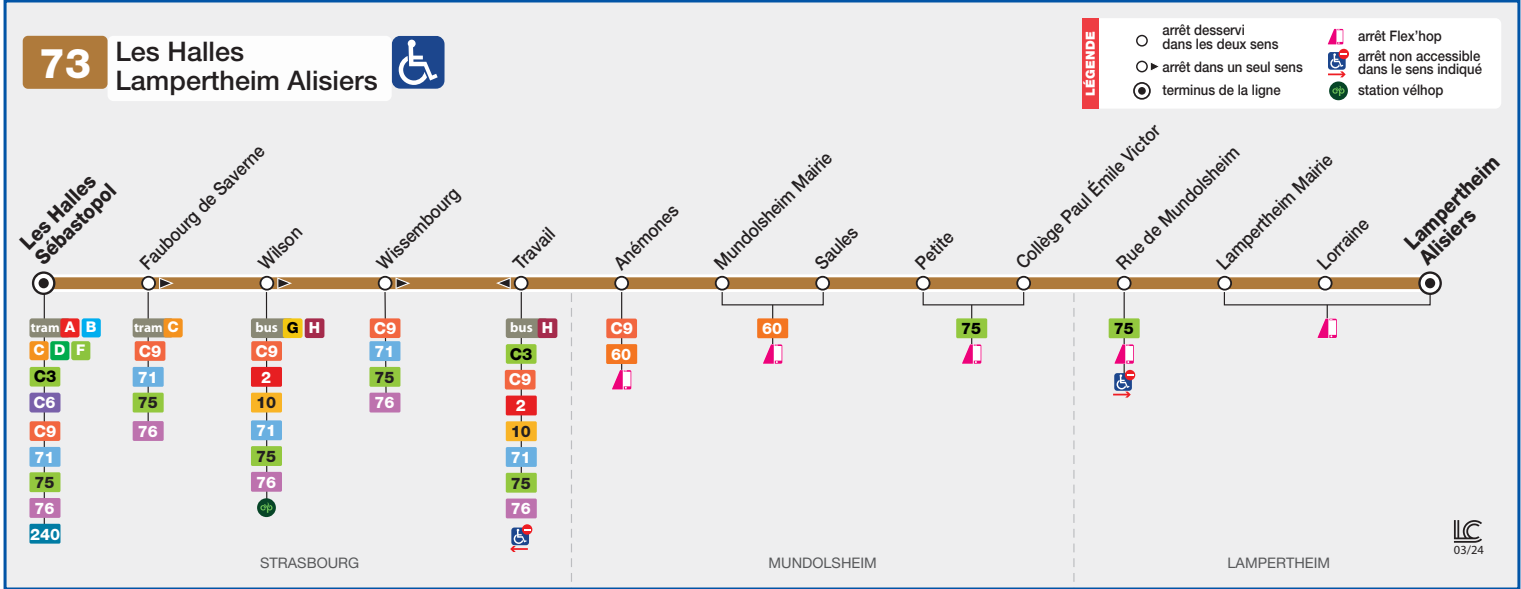 73
Les Halles
Lampertheim Alisiers
LÉGENDE
arrêt desservi
dans les deux sens
arrêt dans un seul sens
terminus de la ligne
arrêt Flex'hop
arrêt non accessible
dans le sens indiqué
station vélhop
Les Halles
Sébastopol
Faubourg de Saverne
Wilson
Wissembourg
Travail
Anémones
Mundolsheim Mairie
Saules
Petite
Collège Paul Émile Victor
Rue de Mundolsheim
Lampertheim Mairie
Lorraine
Lampertheim
Alisiers
tram A B
C D F
C3
C6
C9
71
75
76
240
tram C
C9
71
75
76
bus G H
C9
2
10
71
75
76
C9
71
75
76
bus H
C3
C9
2
10
71
75
76
C9
60
60
75
75
STRASBOURG
MUNDOLSHEIM
LAMPERTHEIM
LC
03/24